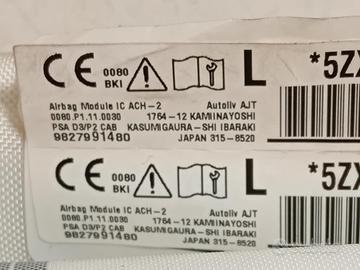 CE 0080 BKI L *5ZX
Airbag Module IC ACH-2 Autoliv AJT
0080.P1.11.0030 1764-12 KAMIINAYOSHI
PSA D3/P2 CAB KASUMIGAURA-SHI IBARAKI
9827991480 JAPAN 315-8520
CE 0080 BKI L *5ZX
Airbag Module IC ACH-2 Autoliv AJT
0080.P1.11.0030 1764-12 KAMIINAYOSHI
PSA D3/P2 CAB KASUMIGAURA-SHI IBARAKI
9827991480 JAPAN 315-8520